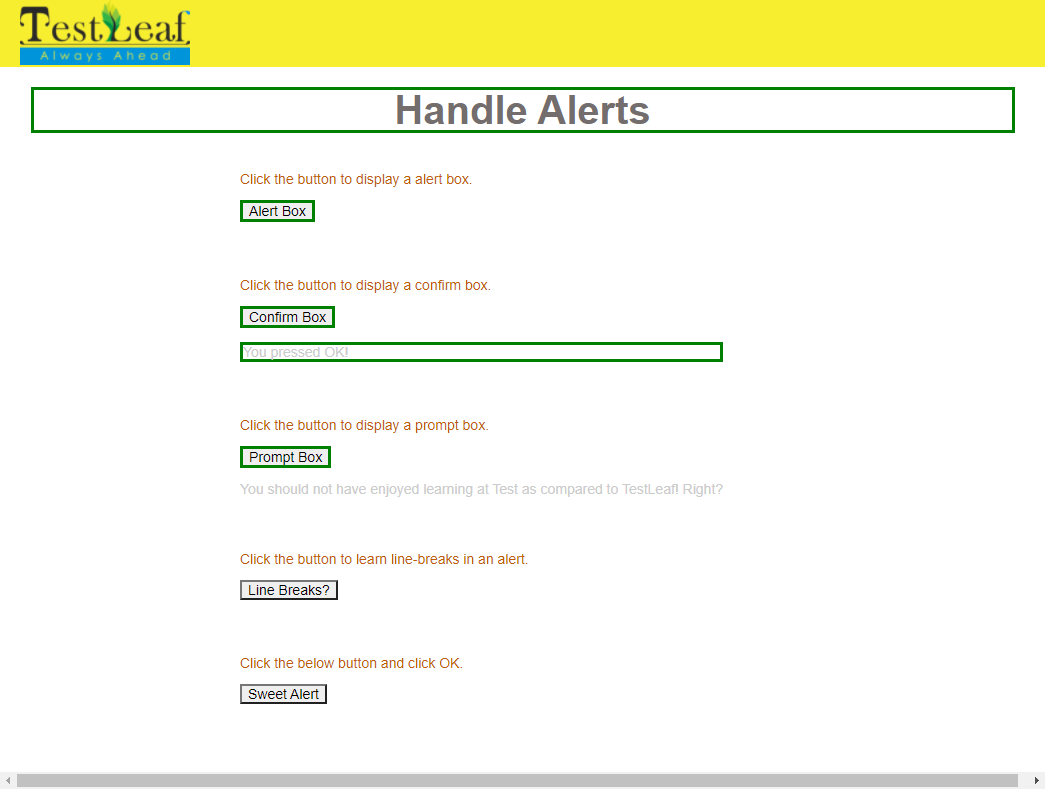 TestLeaf
Always Ahead
Handle Alerts
Click the button to display a alert box.
Alert Box
Click the button to display a confirm box.
Confirm Box
You pressed OK!
Click the button to display a prompt box.
Prompt Box
You should not have enjoyed learning at Test as compared to TestLeaf! Right?
Click the button to learn line-breaks in an alert.
Line Breaks?
Click the below button and click OK.
Sweet Alert